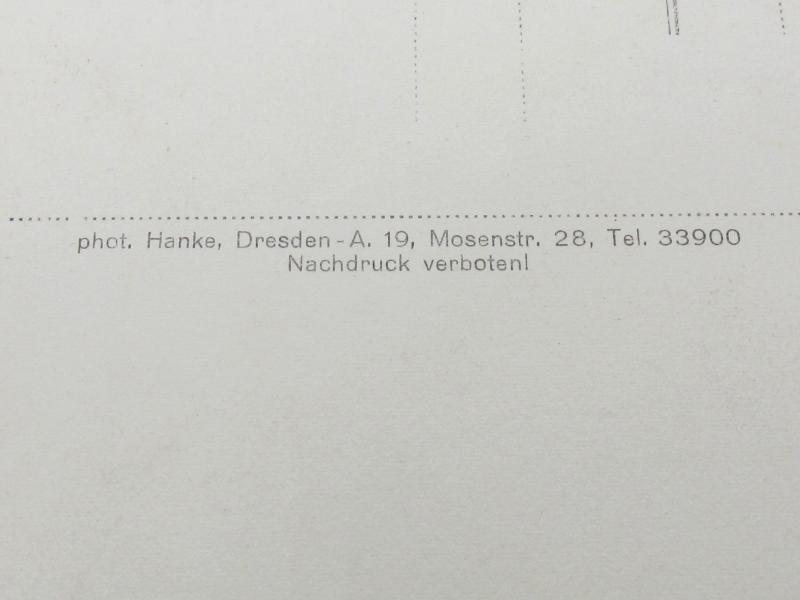 phot. Hanke, Dresden-A. 19, Mosenstr. 28, Tel. 33900
Nachdruck verboten!